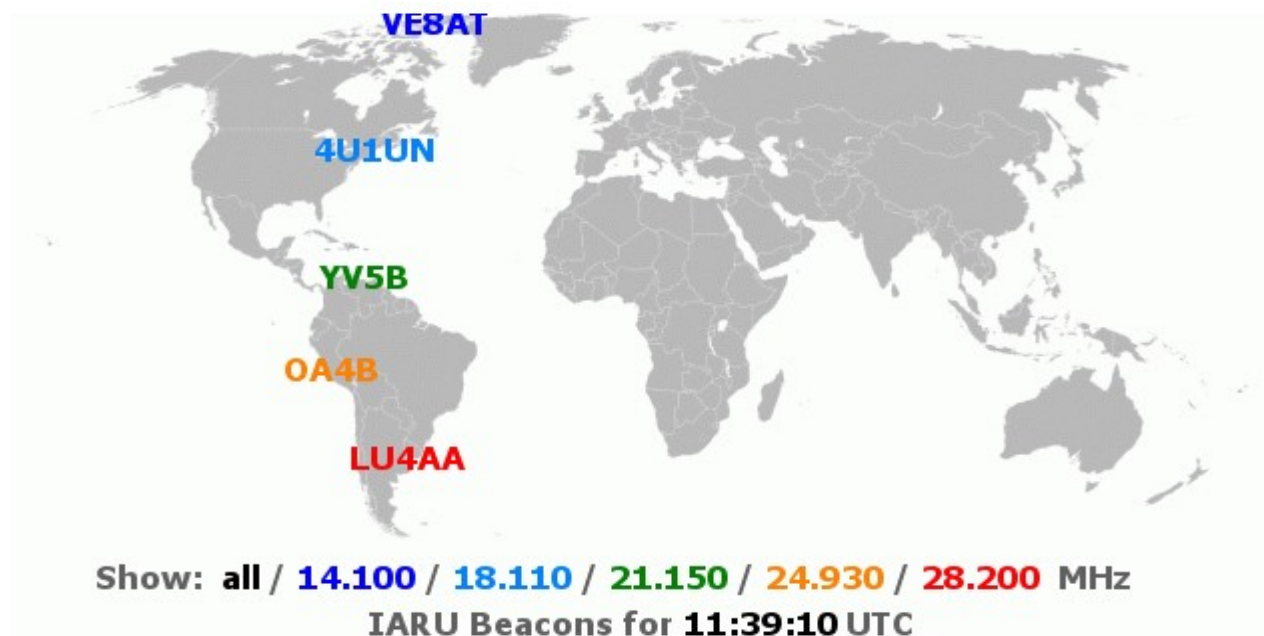 VE8AT
4U1UN
YV5B
OA4B
LU4AA
Show: all / 14.100 / 18.110 / 21.150 / 24.930 / 28.200 MHz
IARU Beacons for 11:39:10 UTC